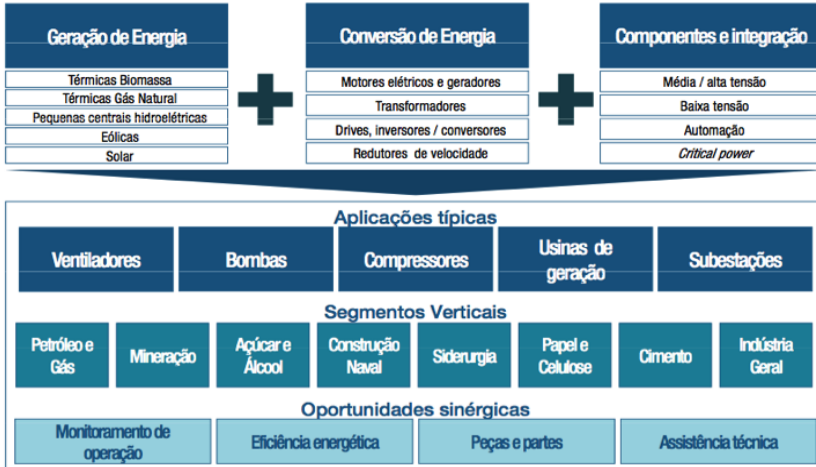 Geração de Energia
Térmicas Biomassa
Térmicas Gás Natural
Pequenas centrais hidroelétricas
Eólicas
Solar
Conversão de Energia
Motores elétricos e geradores
Transformadores
Drives, inversores / conversores
Redutores de velocidade
Componentes e integração
Média / alta tensão
Baixa tensão
Automação
Critical power
Aplicações típicas
Ventiladores
Bombas
Compressores
Usinas de
geração
Subestações
Segmentos Verticais
Petróleo e
Gás
Mineração
Açúcar e
Álcool
Construção
Naval
Siderurgia
Papel e
Celulose
Cimento
Indústria
Geral
Oportunidades sinérgicas
Monitoramento de
operação
Eficiência energética
Peças e partes
Assistência técnica